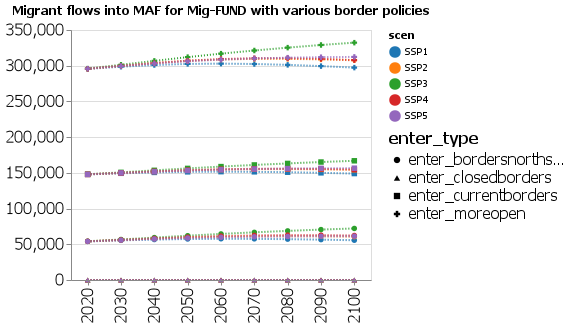 Migrant flows into MAF for Mig-FUND with various border policies
350,000
300,000
250,000
200,000
150,000
100,000
50,000
0
2020
2030
2040
2050
2060
2070
2080
2090
2100
scen
SSP1
SSP2
SSP3
SSP4
SSP5
enter_type
enter_bordersnorths…
enter_closedborders
enter_currentborders
enter_moreopen